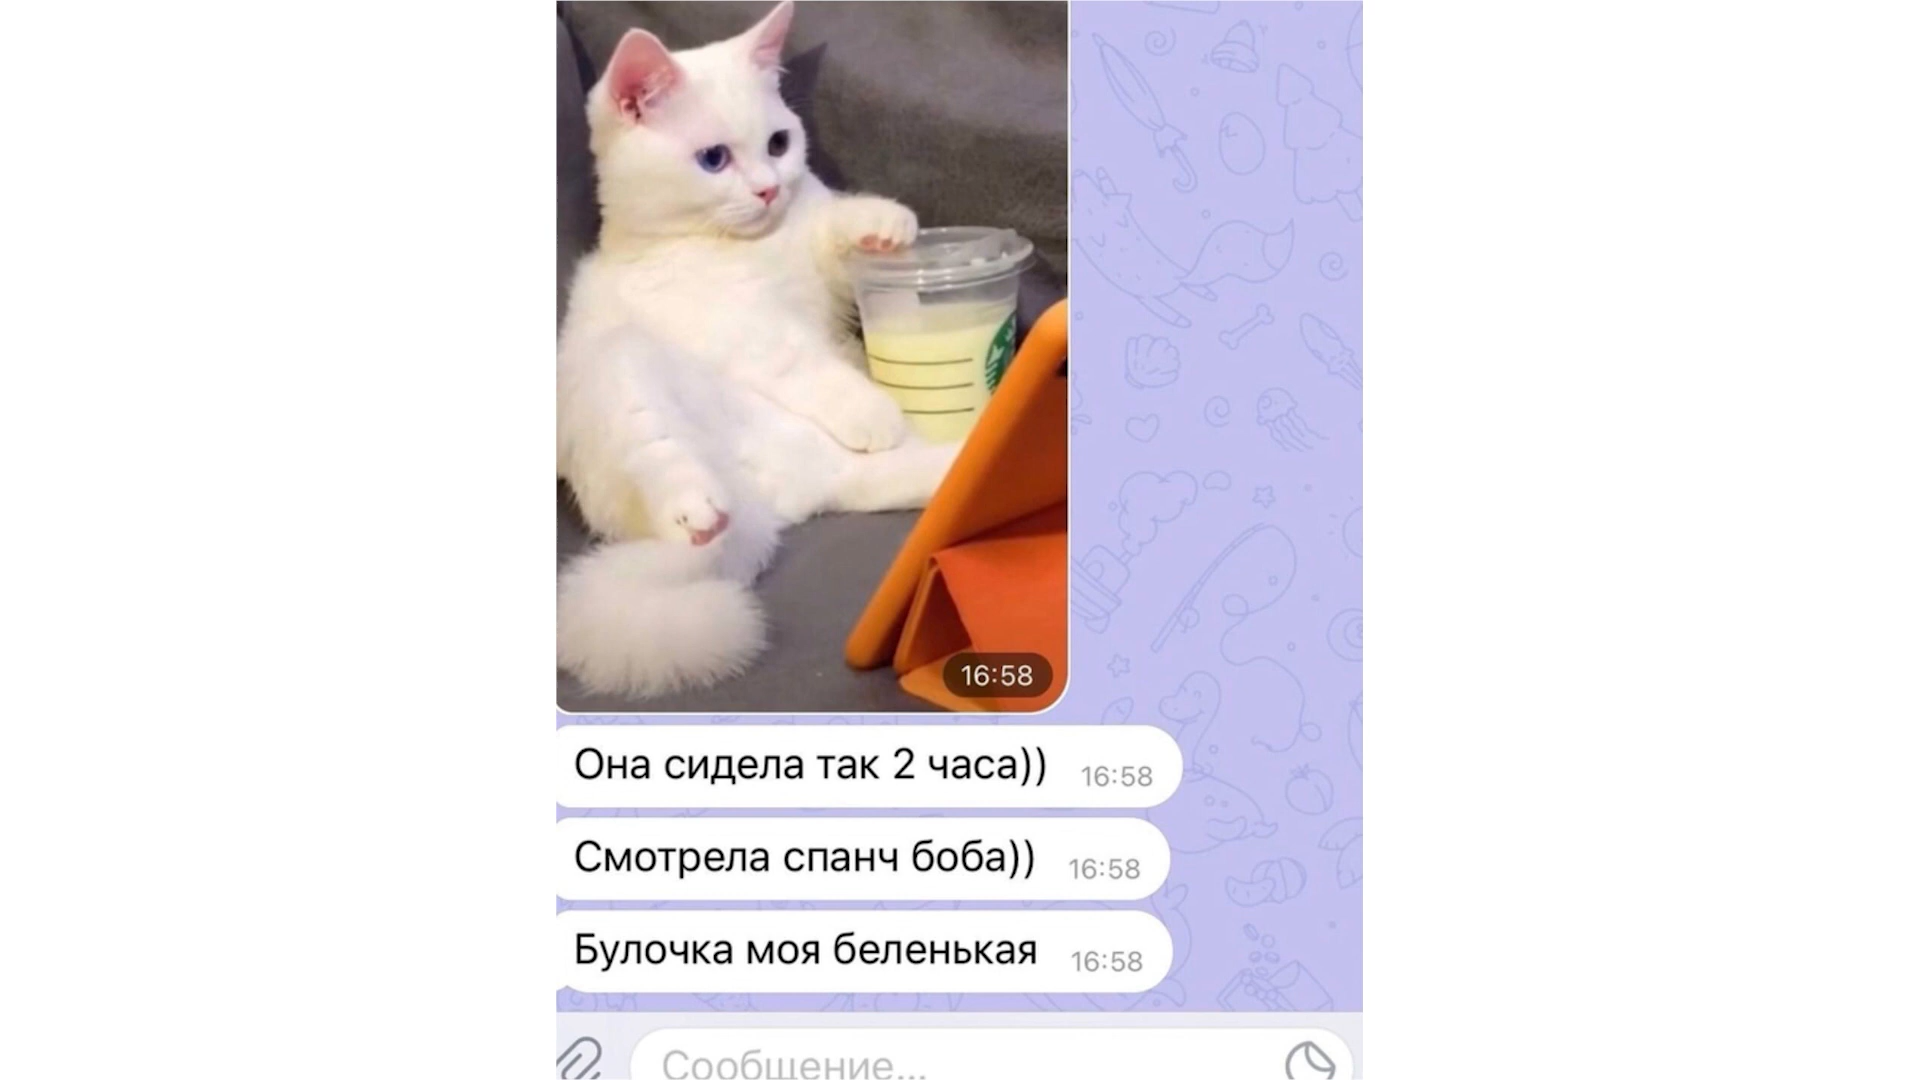 16:58
Она сидела так 2 часа)) 16:58
Смотрела спанч боба)) 16:58
Булочка моя беленькая 16:58
Сообщение...